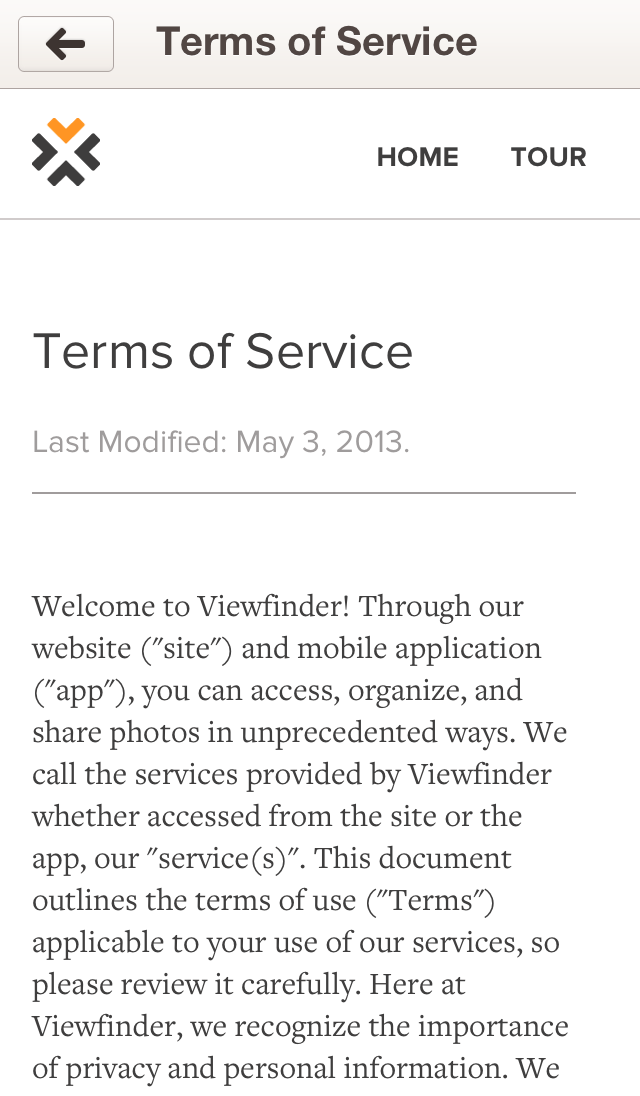 Terms of Service
HOME TOUR
Terms of Service
Last Modified: May 3, 2013.
Welcome to Viewfinder! Through our
website ("site") and mobile application
("app"), you can access, organize, and
share photos in unprecedented ways. We
call the services provided by Viewfinder
whether accessed from the site or the
app, our "service(s)". This document
outlines the terms of use ("Terms")
applicable to your use of our services, so
please review it carefully. Here at
Viewfinder, we recognize the importance
of privacy and personal information. We